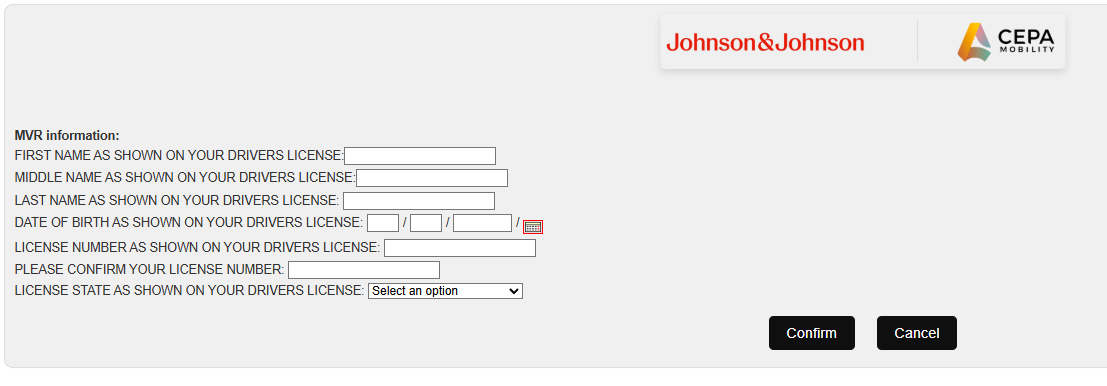 Johnson&Johnson
CEPA
MOBILITY
MVR information:
FIRST NAME AS SHOWN ON YOUR DRIVERS LICENSE:
MIDDLE NAME AS SHOWN ON YOUR DRIVERS LICENSE:
LAST NAME AS SHOWN ON YOUR DRIVERS LICENSE:
DATE OF BIRTH AS SHOWN ON YOUR DRIVERS LICENSE: / / /
LICENSE NUMBER AS SHOWN ON YOUR DRIVERS LICENSE:
PLEASE CONFIRM YOUR LICENSE NUMBER:
LICENSE STATE AS SHOWN ON YOUR DRIVERS LICENSE: Select an option
Confirm Cancel